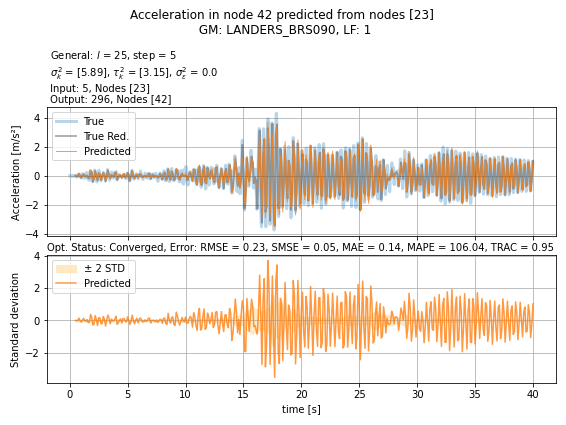 Acceleration in node 42 predicted from nodes [23]
GM: LANDERS_BRS090, LF: 1
General: l = 25, step = 5
σ²ₖ = [5.89], τ²ₖ = [3.15], σ²ε = 0.0
Input: 5, Nodes [23]
Output: 296, Nodes [42]
Acceleration [m/s²]
4
2
0
−2
−4
True
True Red.
Predicted
Opt. Status: Converged, Error: RMSE = 0.23, SMSE = 0.05, MAE = 0.14, MAPE = 106.04, TRAC = 0.95
Standard deviation
4
2
0
−2
± 2 STD
Predicted
0 5 10 15 20 25 30 35 40
time [s]